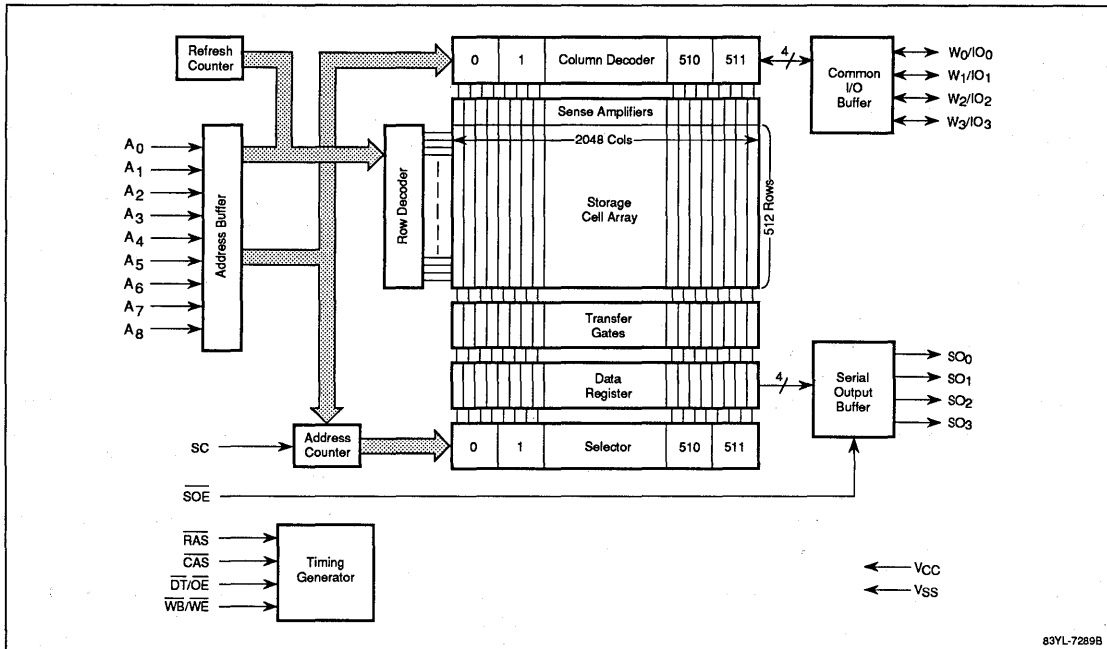 Refresh
Counter
0 1 Column Decoder 510 511
4
Common
I/O
Buffer
W0/IO0
W1/IO1
W2/IO2
W3/IO3
Sense Amplifiers
2048 Cols
A0
A1
A2
A3
A4
A5
A6
A7
A8
Address Buffer
Row Decoder
Storage
Cell Array
512 Rows
Transfer
Gates
Data
Register
4
Serial
Output
Buffer
SO0
SO1
SO2
SO3
SC
Address
Counter
0 1 Selector 510 511
SOE
RAS
CAS
DT/OE
WB/WE
Timing
Generator
VCC
VSS
83YL-7289B